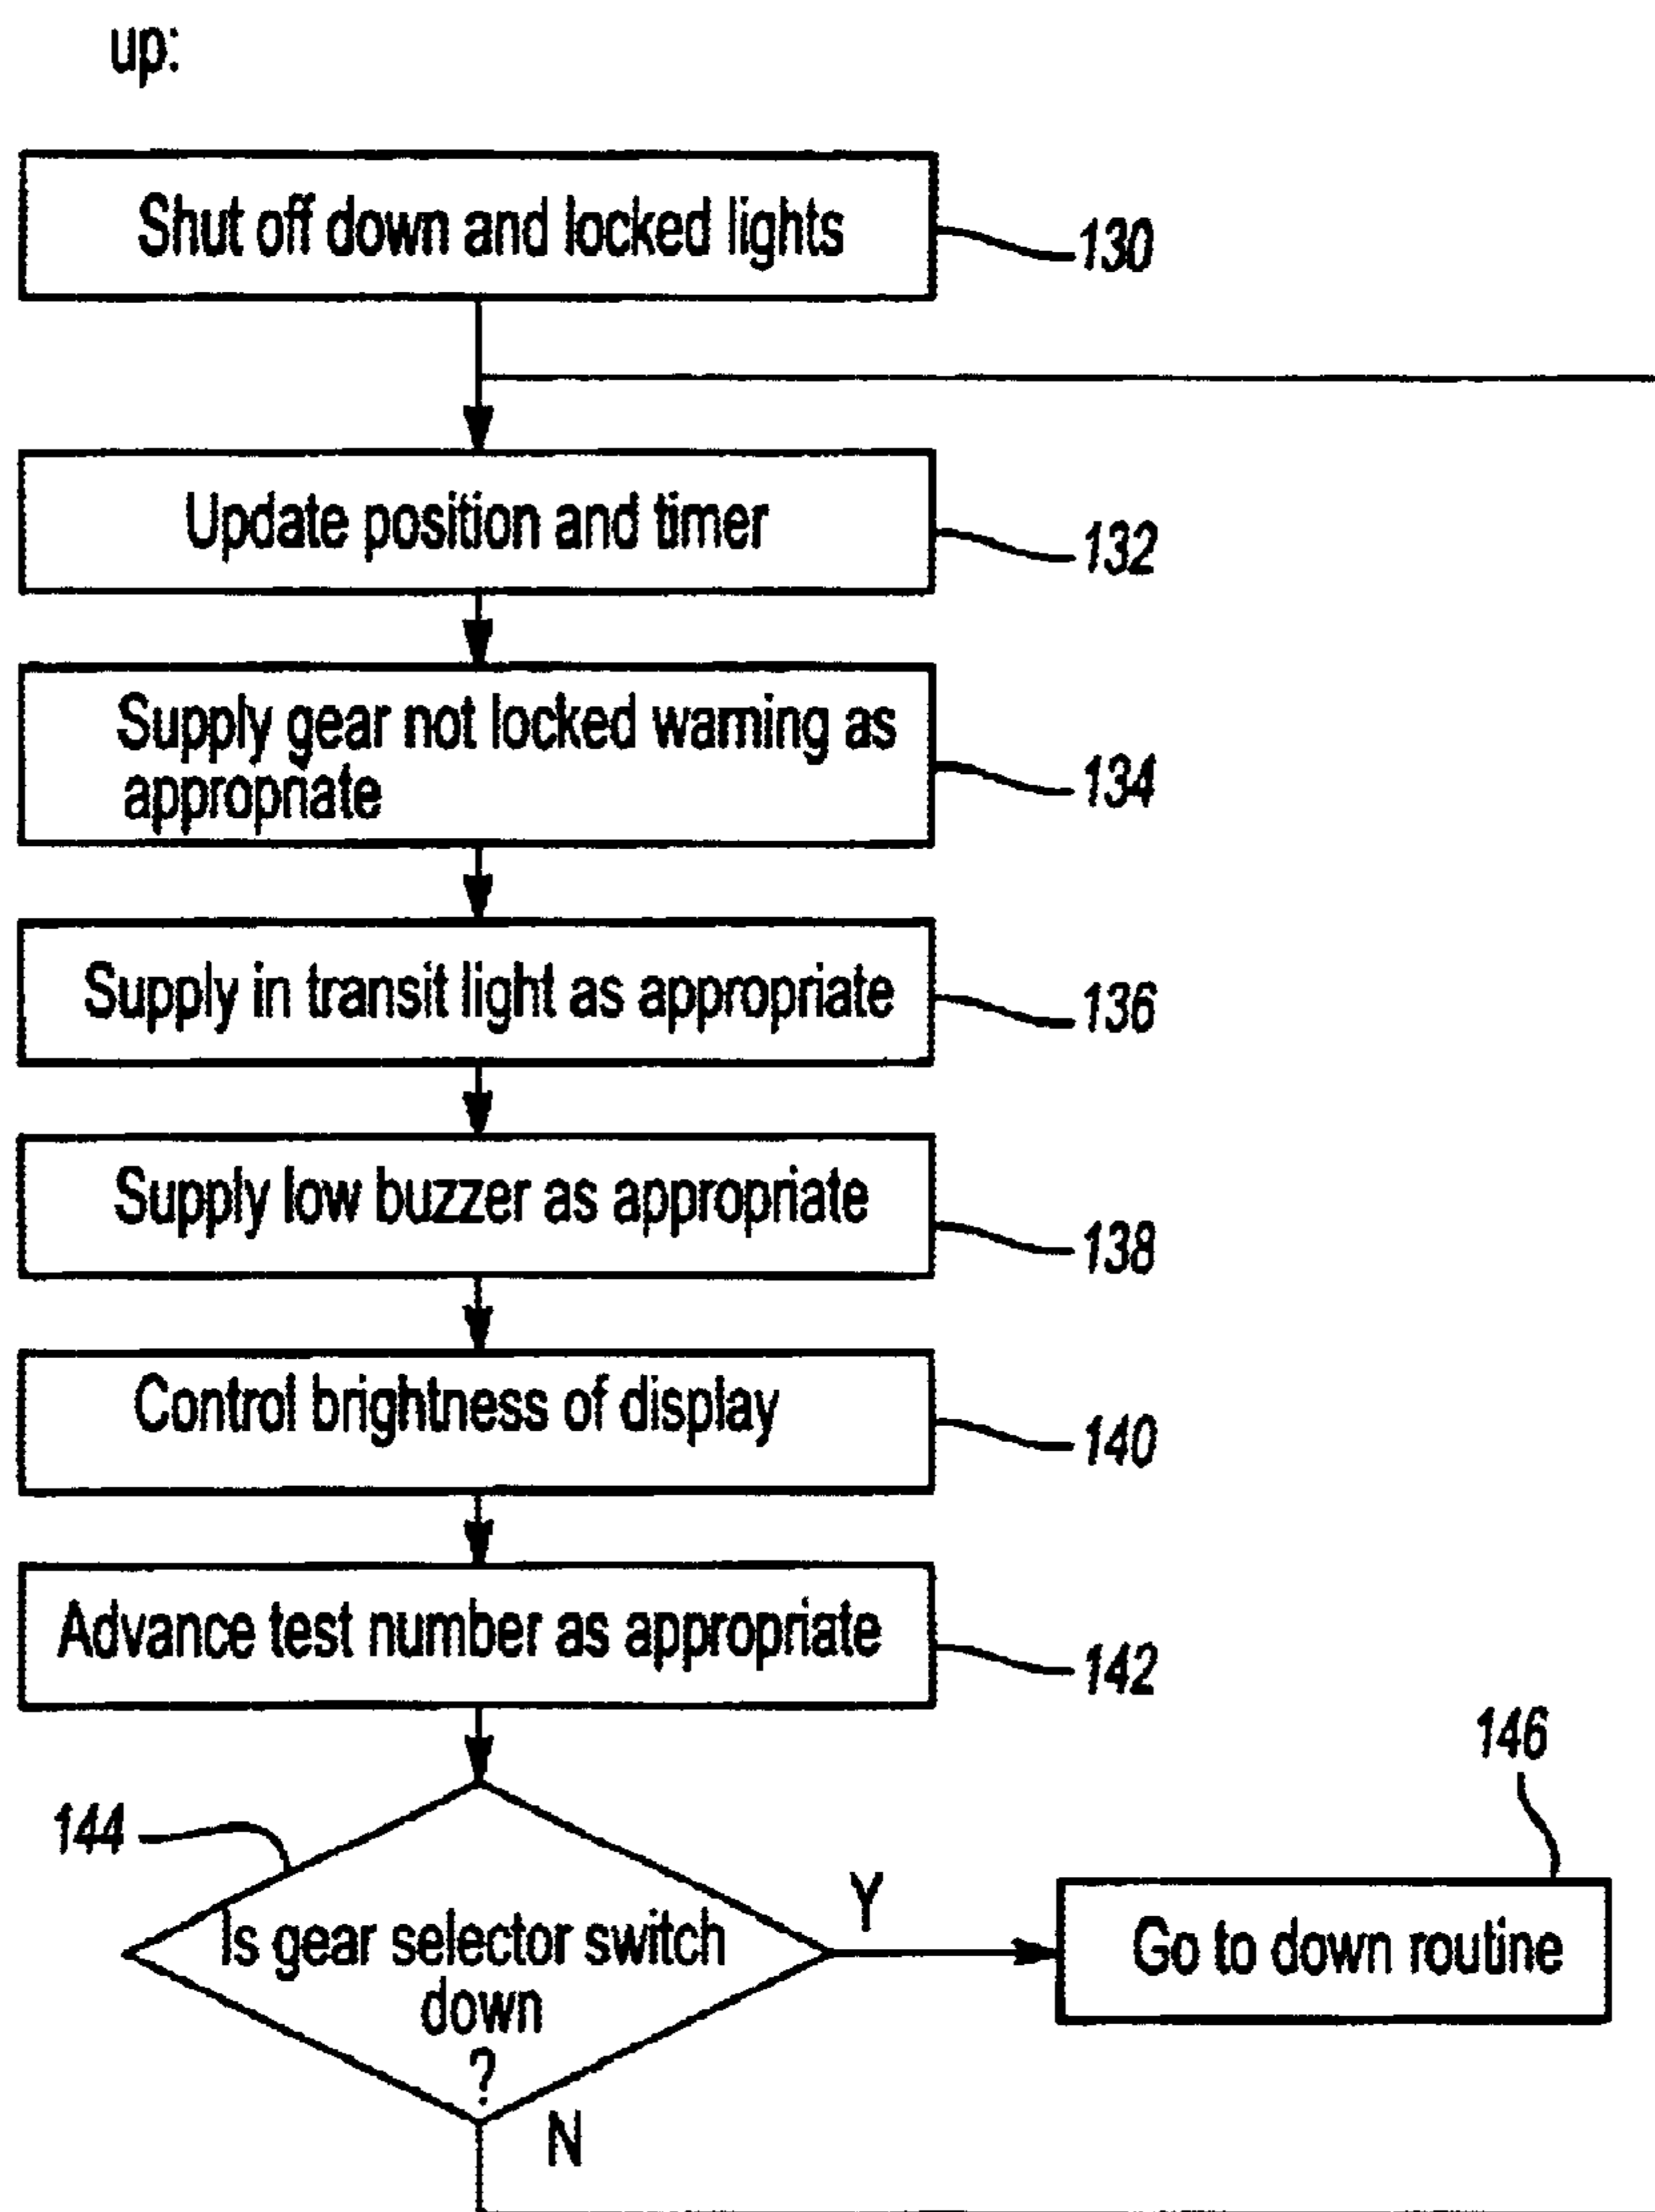 up:
Shut off down and locked lights
130
Update position and timer
132
Supply gear not locked warning as
appropriate
134
Supply in transit light as appropriate
136
Supply low buzzer as appropriate
138
Control brightness of display
140
Advance test number as appropriate
142
146
144
Is gear selector switch
down
?
Y
Go to down routine
N